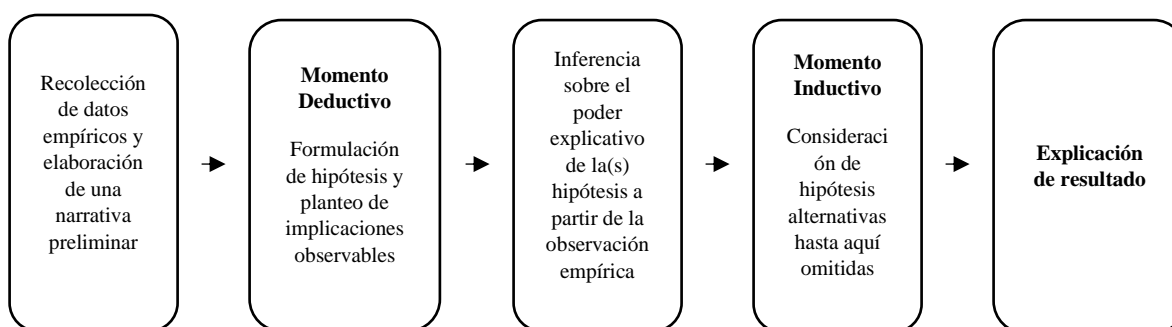 Recolección
de datos
empíricos y
elaboración
de una
narrativa
preliminar
Momento
Deductivo
Formulación
de hipótesis y
planteo de
implicaciones
observables
Inferencia
sobre el
poder
explicativo
de la(s)
hipótesis a
partir de la
observación
empírica
Momento
Inductivo
Consideraci
ón de
hipótesis
alternativas
hasta aquí
omitidas
Explicación
de resultado